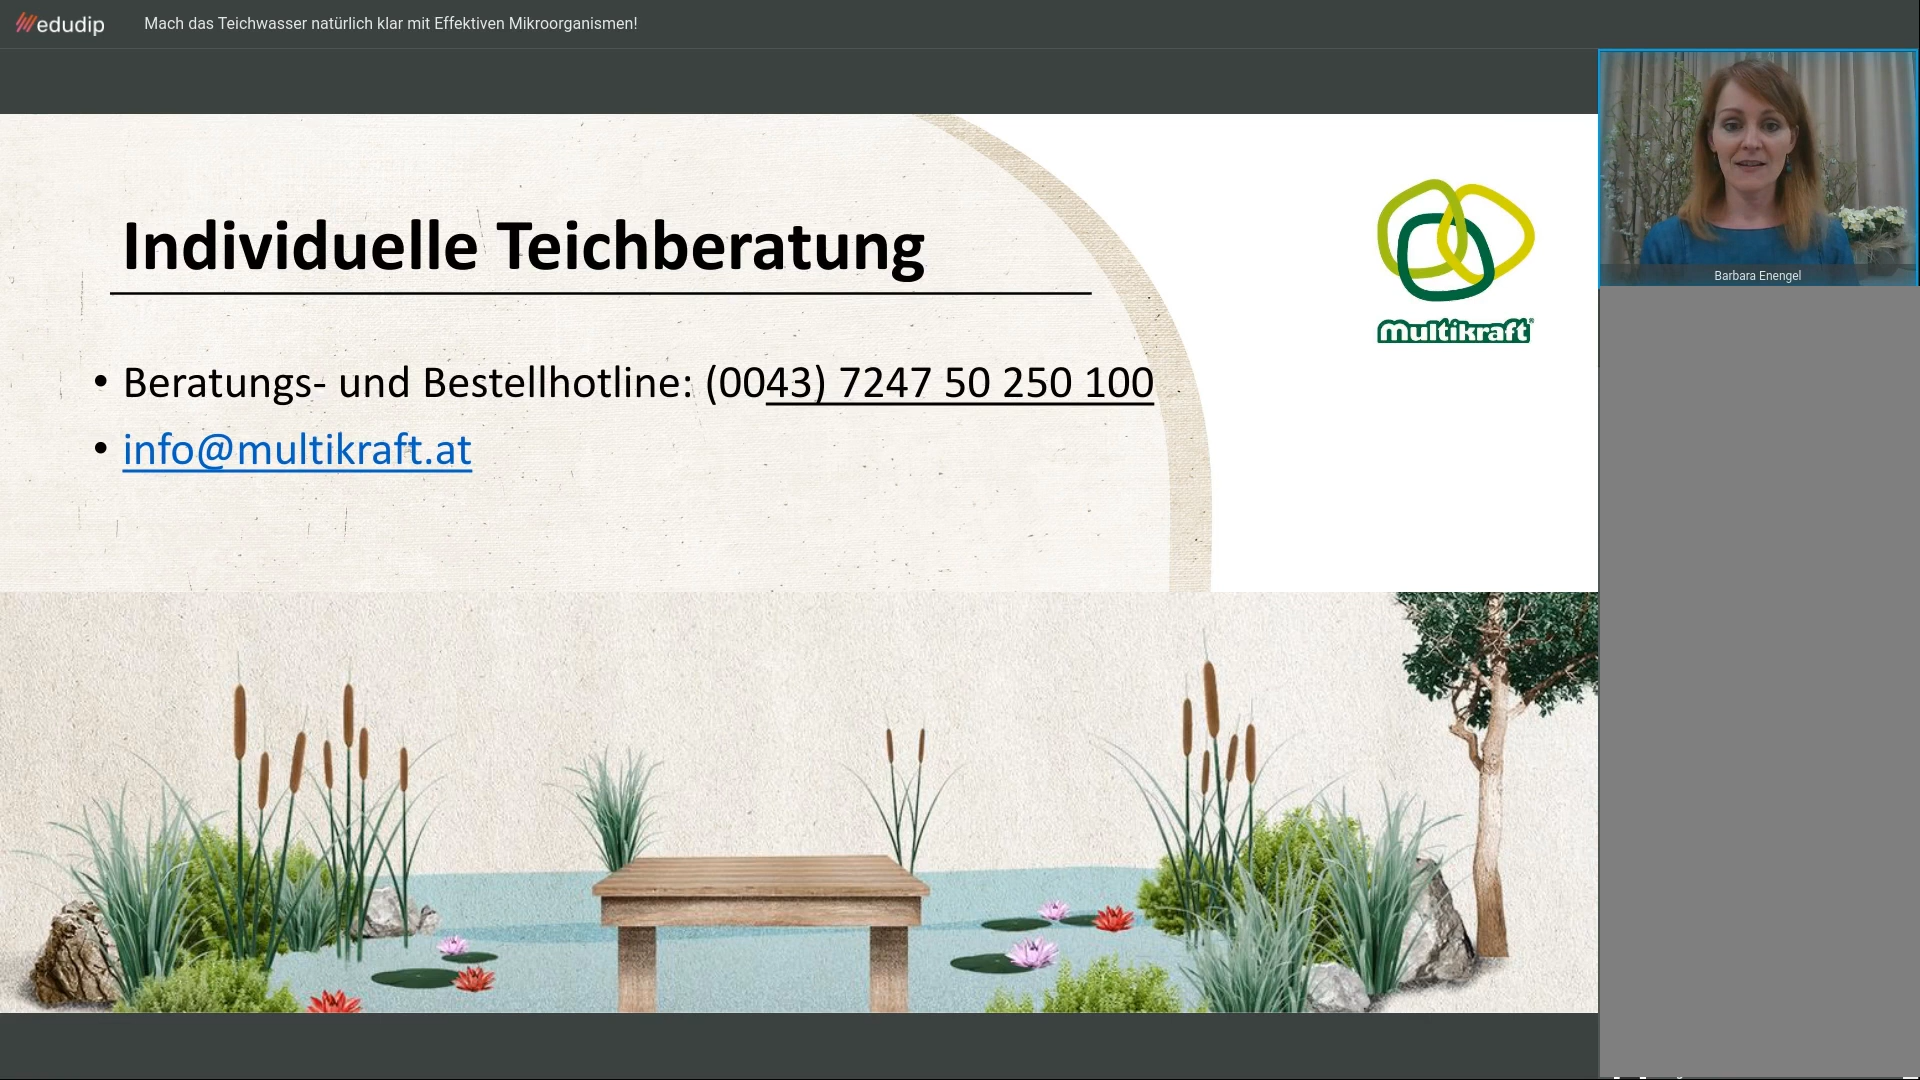 edudip
Mach das Teichwasser natürlich klar mit Effektiven Mikroorganismen!
Individuelle Teichberatung
multikraft®
• Beratungs- und Bestellhotline: (0043) 7247 50 250 100
• info@multikraft.at
Barbara Enengel